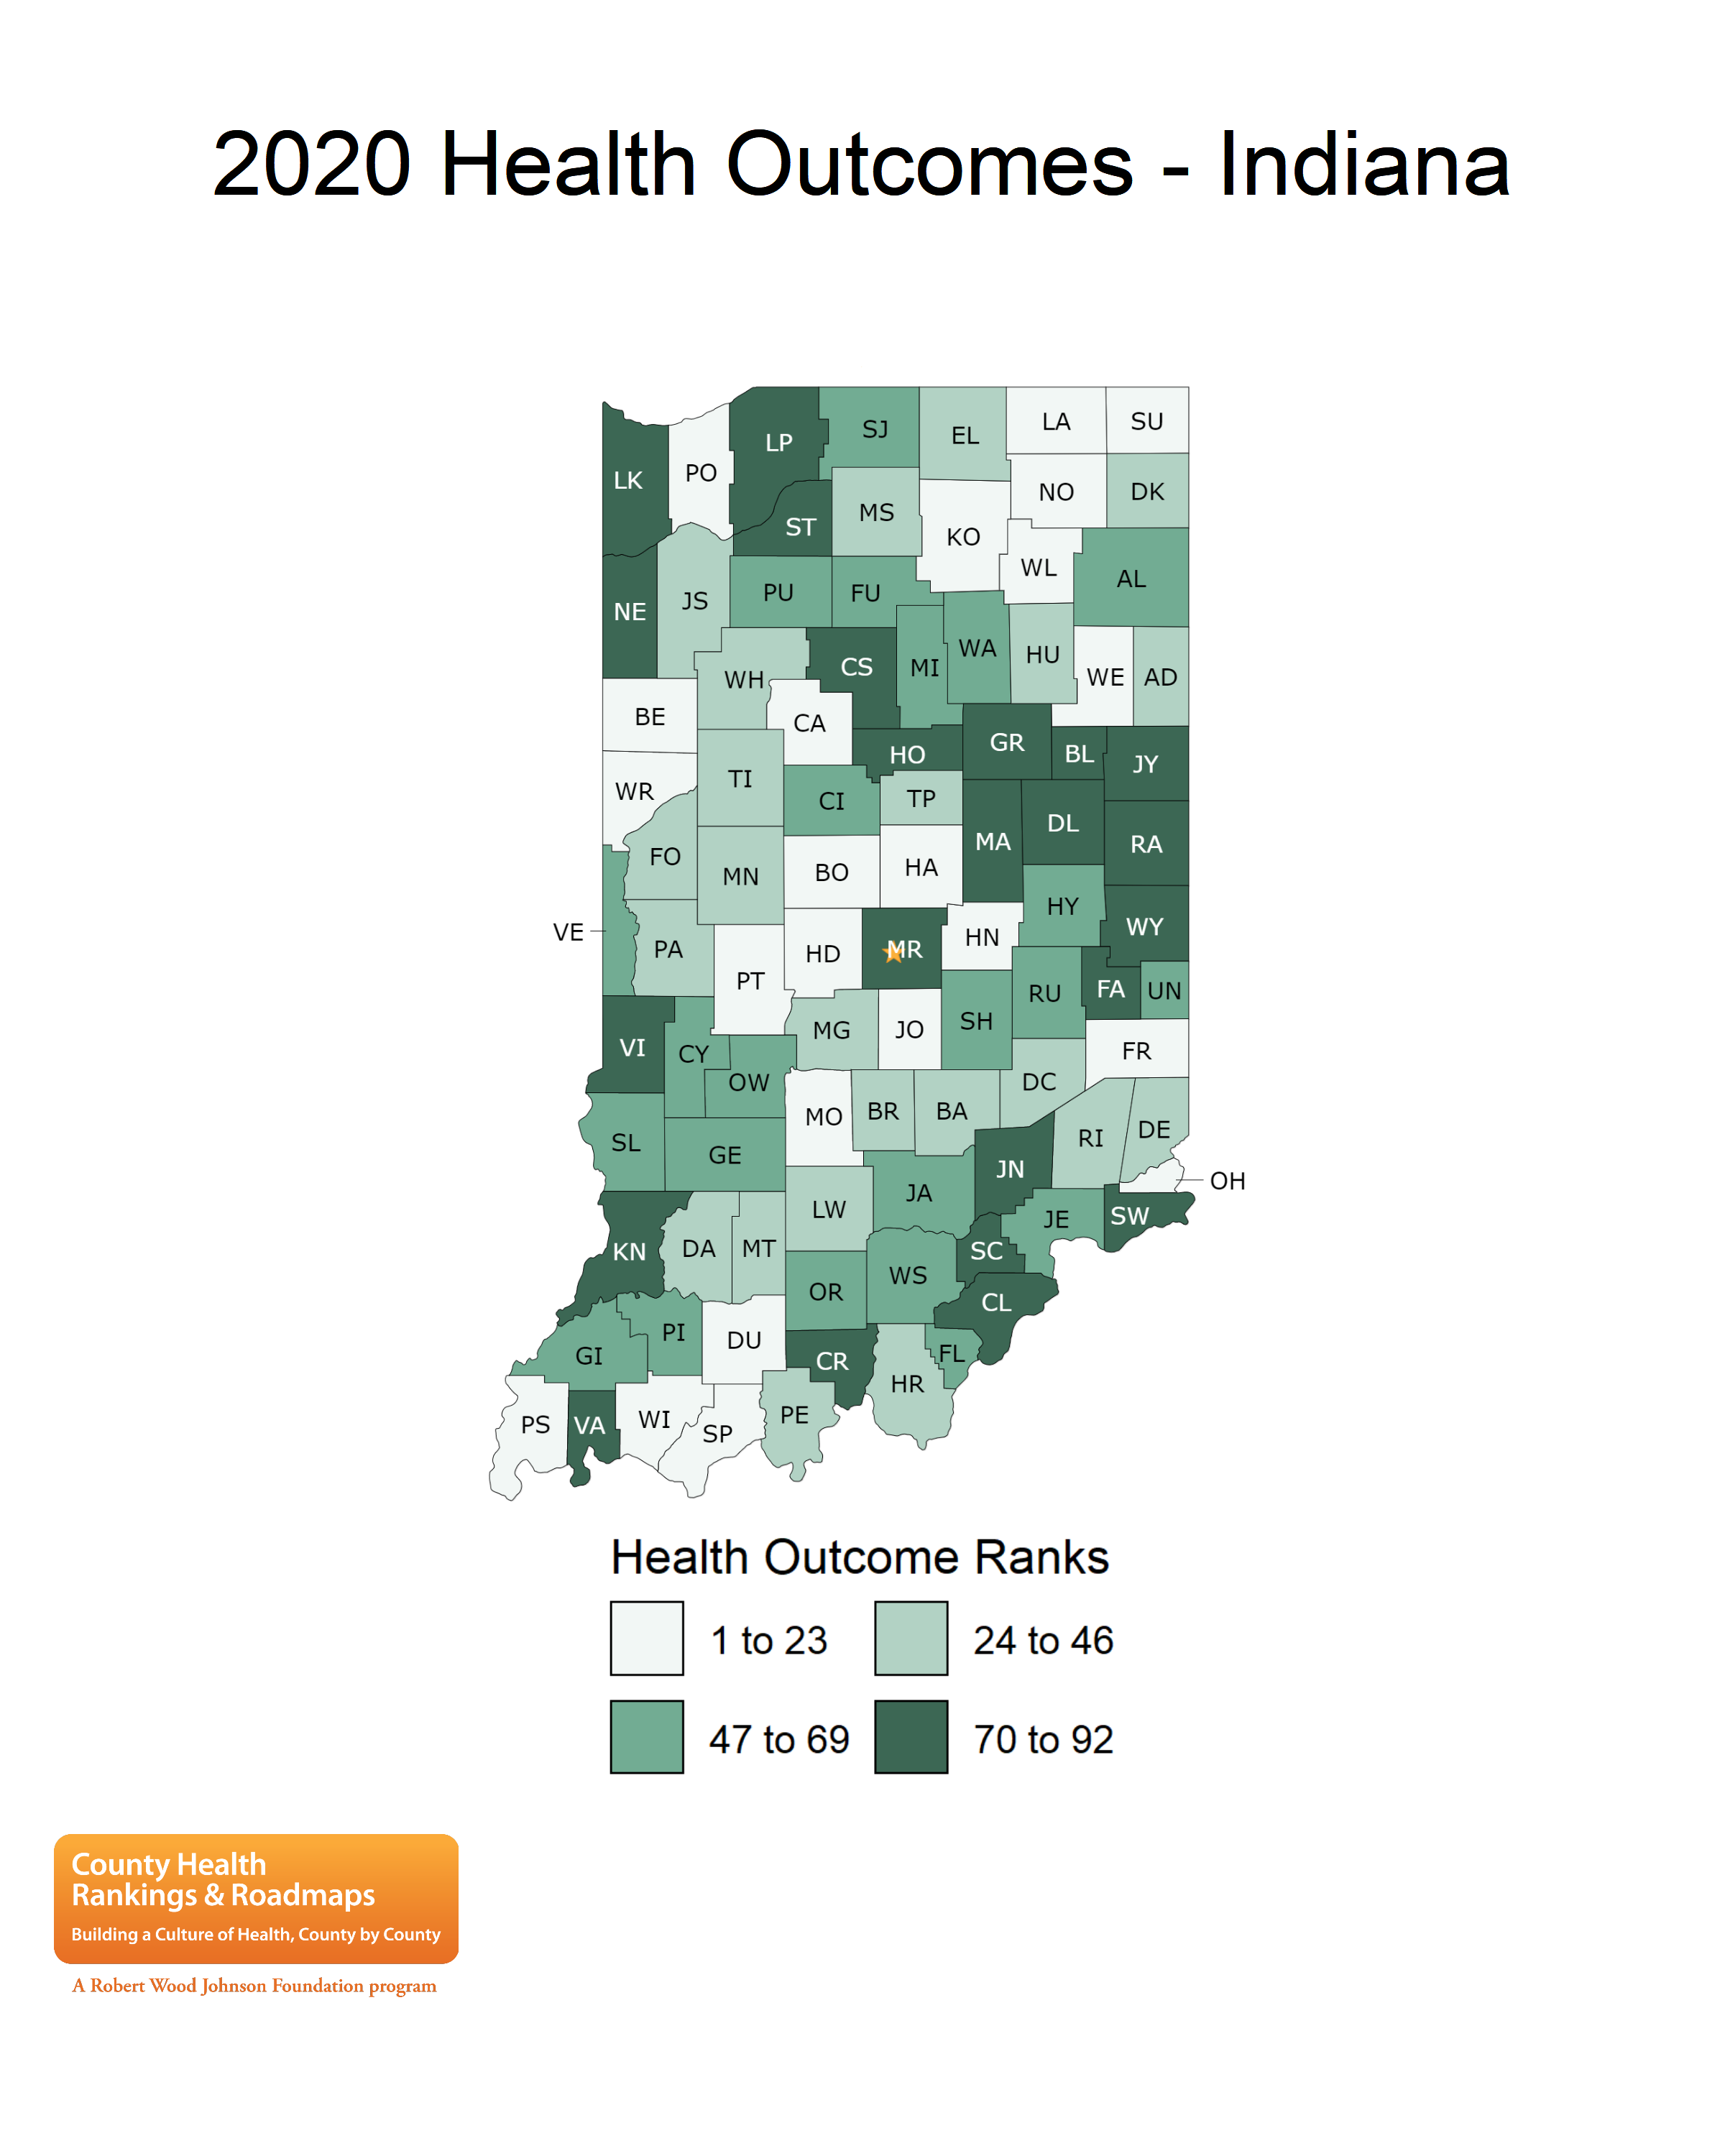 2020 Health Outcomes - Indiana
LP
SJ
EL
LA
SU
LK
PO
ST
MS
KO
NO
DK
WL
AL
NE
JS
PU
FU
WA
HU
WH
CS
MI
WE
AD
BE
CA
HO
GR
BL
JY
WR
TI
CI
TP
MA
DL
RA
FO
MN
BO
HA
HY
WY
VE
PA
PT
HD
MR
HN
RU
FA
UN
VI
CY
OW
MG
JO
SH
FR
DC
SL
GE
MO
BR
BA
RI
DE
JN
OH
KN
DA
MT
LW
JA
JE
SW
SC
OR
WS
CL
GI
PI
DU
CR
FL
HR
PS
VA
WI
SP
PE
Health Outcome Ranks
1 to 23 24 to 46
47 to 69 70 to 92
County Health
Rankings & Roadmaps
Building a Culture of Health, County by County
A Robert Wood Johnson Foundation program